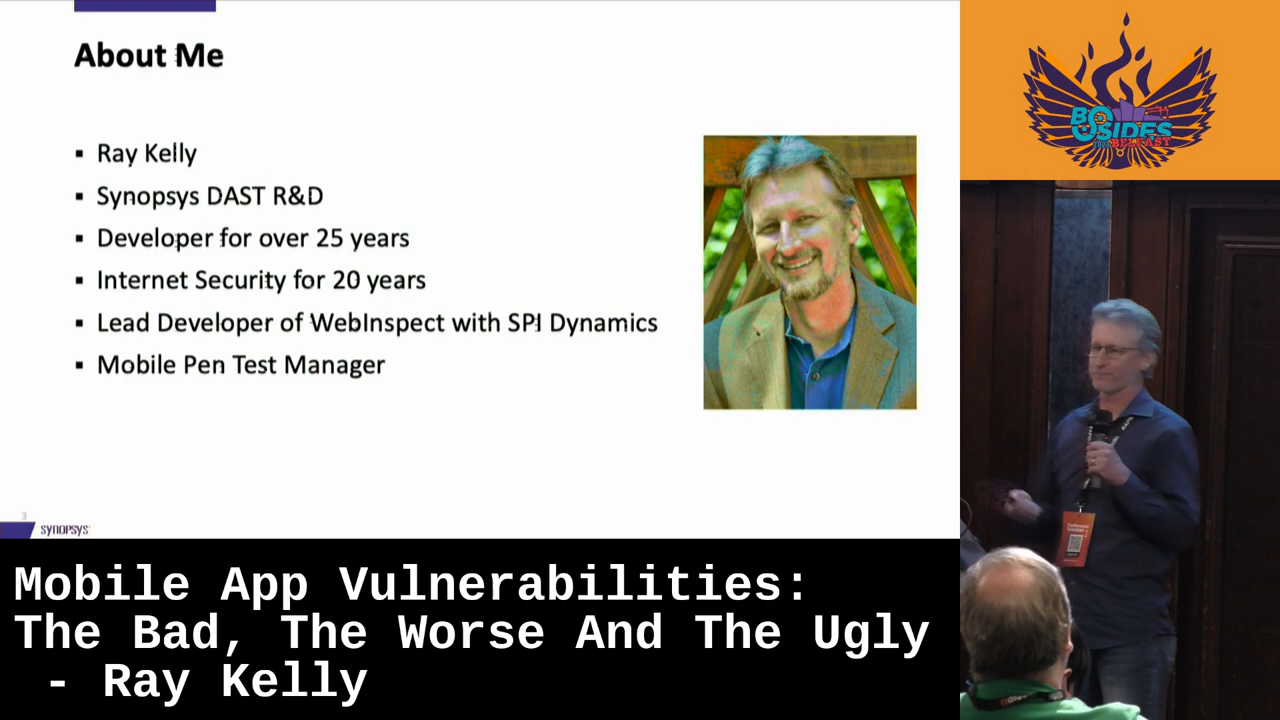 About Me
▪ Ray Kelly
▪ Synopsys DAST R&D
▪ Developer for over 25 years
▪ Internet Security for 20 years
▪ Lead Developer of WebInspect with SPI Dynamics
▪ Mobile Pen Test Manager
3
SYNOPSYS
BSIDES
BELFAST
Mobile App Vulnerabilities:
The Bad, The Worse And The Ugly
- Ray Kelly